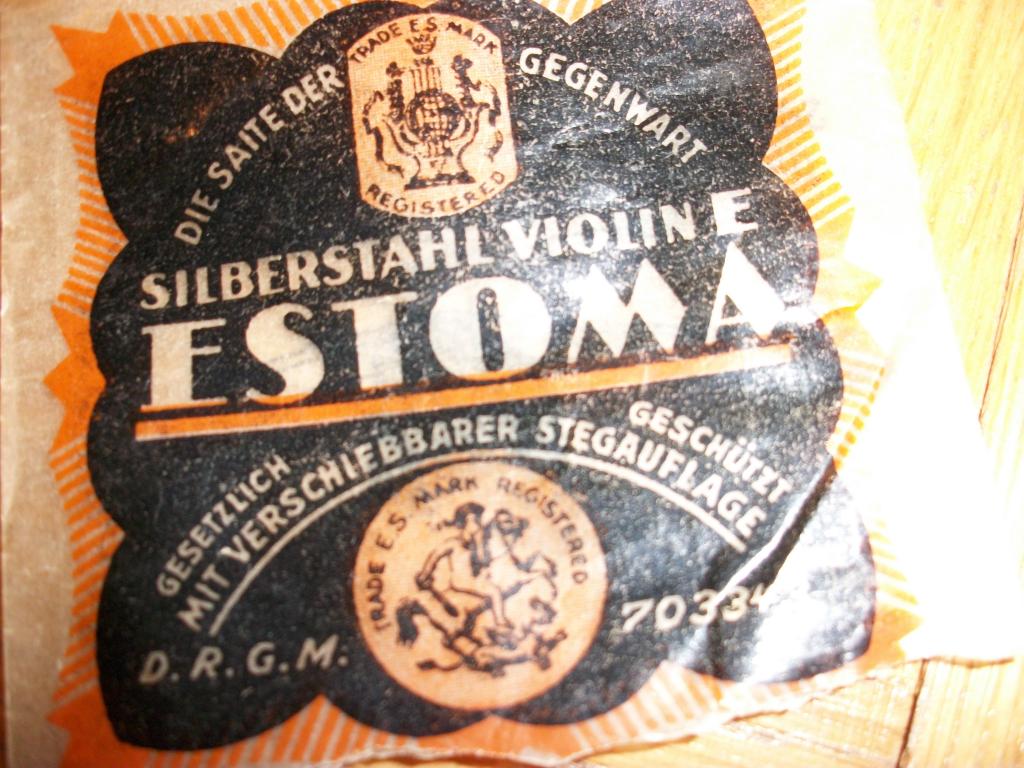 TRADE E.S. MARK
REGISTERED
DIE SAITE DER GEGENWART
SILBERSTAHL VIOLIN E
ESTOMA
GESETZLICH GESCHÜTZT
MIT VERSCHIEBBARER STEGAUFLAGE
TRADE E.S. MARK REGISTERED
D.R.G.M.